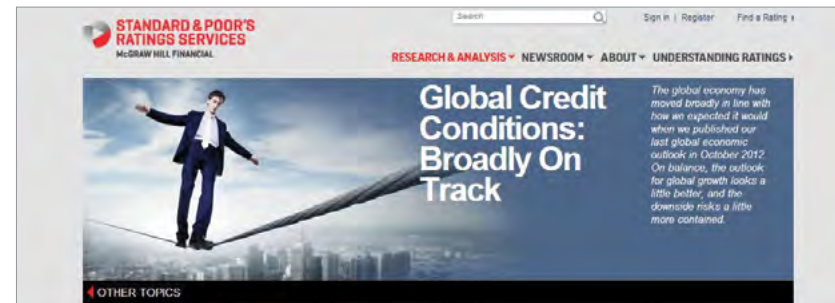 STANDARD & POOR'S
RATINGS SERVICES
McGRAW HILL FINANCIAL
Search
Sign in | Register
Find a Rating
RESEARCH & ANALYSIS
NEWSROOM
ABOUT
UNDERSTANDING RATINGS
Global Credit
Conditions:
Broadly On
Track
The global economy has
moved broadly in line with
how we expected it would
when we published our
last global economic
outlook in October 2012.
On balance, the outlook
for global growth looks a
little better, and the
downside risks a little
more contained.
OTHER TOPICS